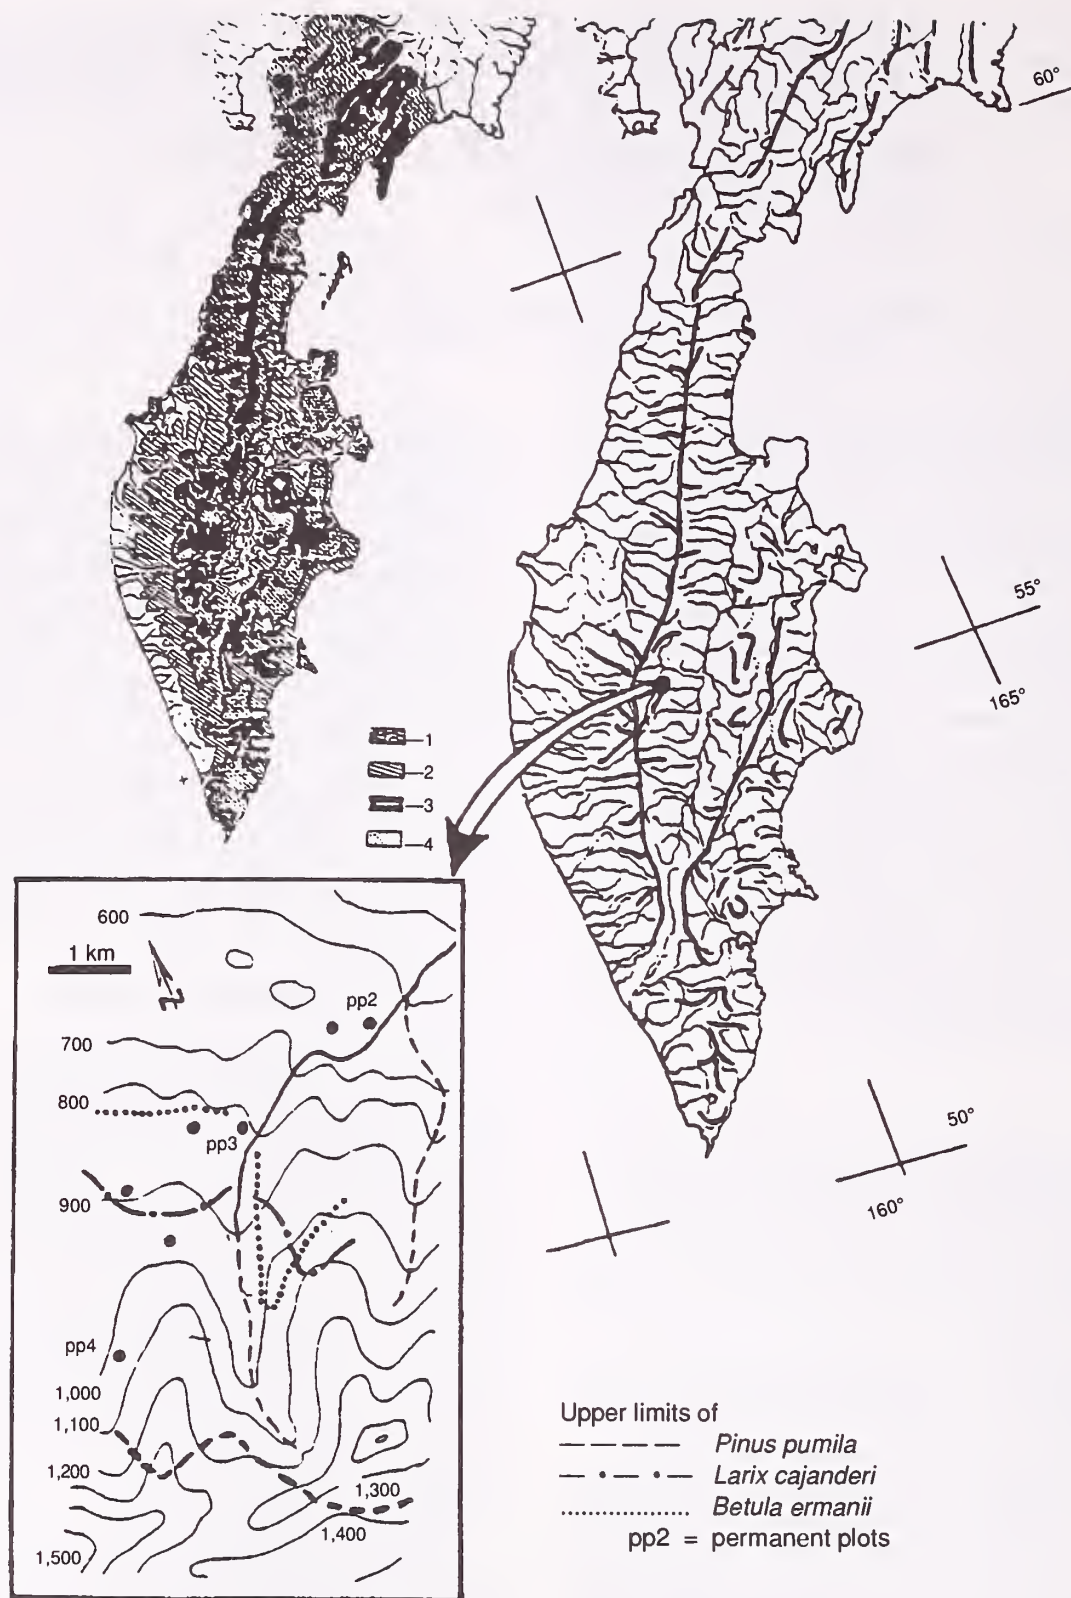 60°
55°
165°
—1
—2
—3
—4
50°
160°
600
1 km
N
pp2
700
800
pp3
900
pp4
1,000
1,100
1,200
1,300
1,400
1,500
Upper limits of
Pinus pumila
Larix cajanderi
Betula ermanii
pp2 = permanent plots